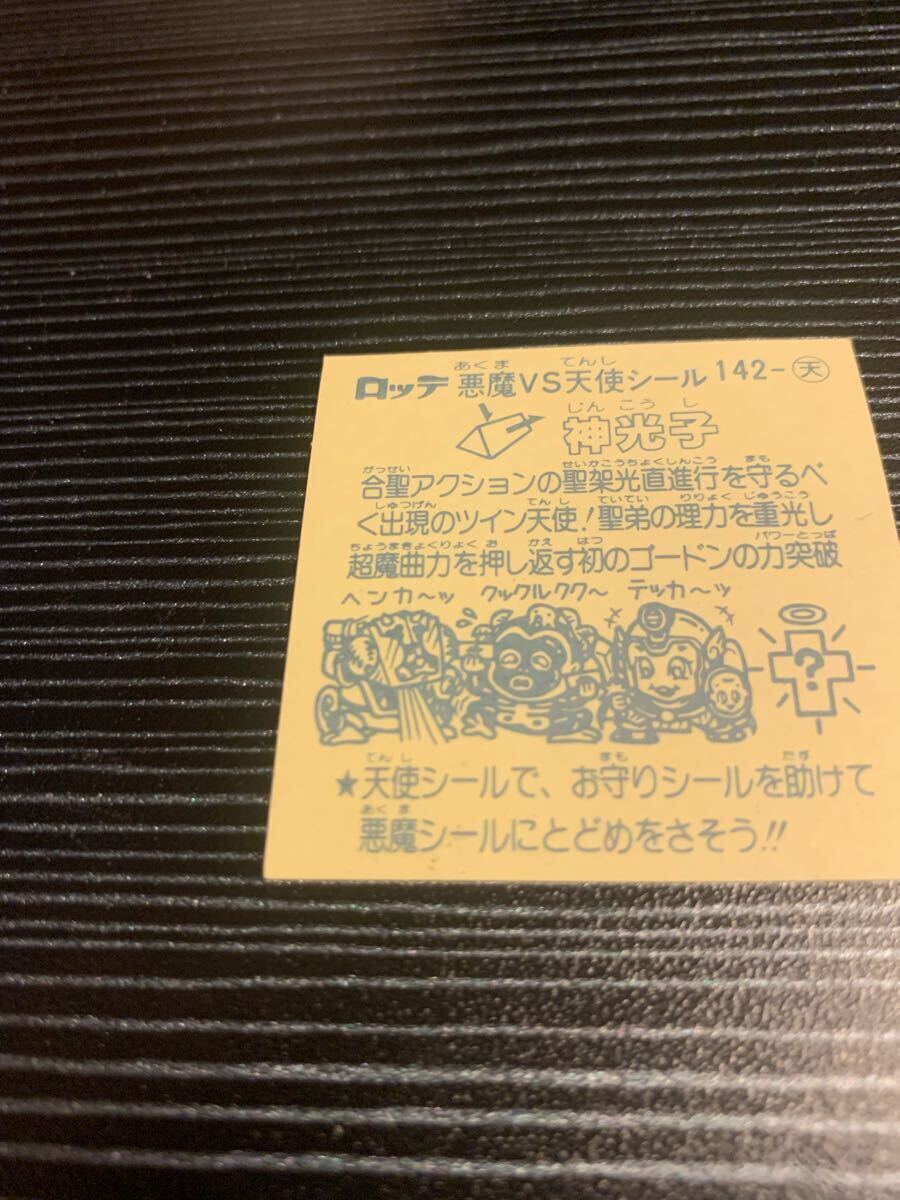 ロッテ 悪魔VS天使シール 142-天
あくま てんし
神光子
じんこうし
合聖アクションの聖架光直進行を守るべ
がっせい せいかこうちょくしんこう まも
く出現のツイン天使!聖弟の理力を重光し
しゅつげん てんし ていてい りりょく じゅうこう
超魔曲力を押し返す初のゴードンの力突破
ちょうまきょくりょく お かえ はつ パワーとっぱ
ヘンカ〜ッ クックルクク〜 テッカ〜ッ
?
★天使シールで、お守りシールを助けて
てんし まも たす
悪魔シールにとどめをさそう!!
あくま